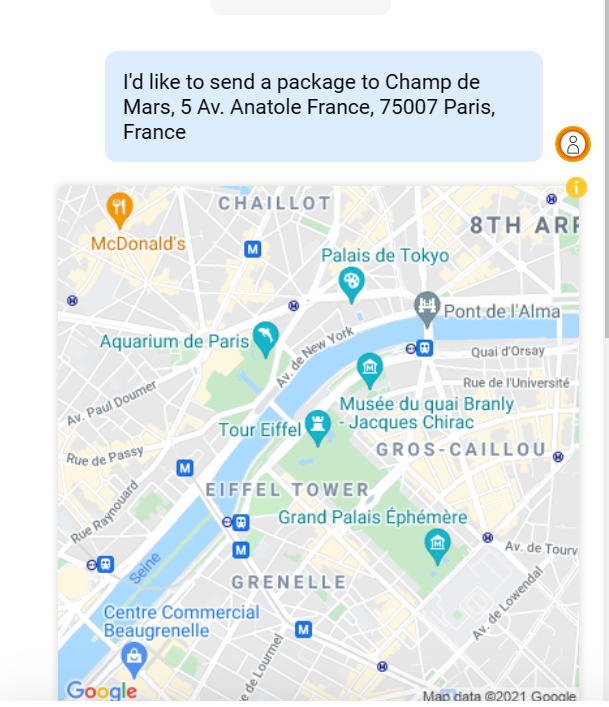 I'd like to send a package to Champ de
Mars, 5 Av. Anatole France, 75007 Paris,
France
i
CHAILLOT
8TH ARR
McDonald's
M
Palais de Tokyo
Pont de l'Alma
Aquarium de Paris
Av. de New York
Quai d'Orsay
Rue de l'Université
Av. Paul Doumer
Musée du quai Branly
- Jacques Chirac
Tour Eiffel
GROS-CAILLOU
Rue de Passy
M
EIFFEL TOWER
Rue Raynouard
Grand Palais Éphémère
M
Av. de Tourv
Seine
GRENELLE
Av. de Lowendal
Centre Commercial
Beaugrenelle
M
e de Lourmel
Google
Map data ©2021 Google